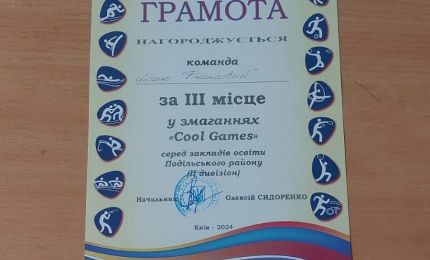 ГРАМОТА
НАГОРОДЖУЄТЬСЯ
команда
за III місце
у змаганнях
«Cool Games»
серед закладів освіти
Подільського району
(II дивізіон)
Начальник Олексій СИДОРЕНКО
Київ - 2024